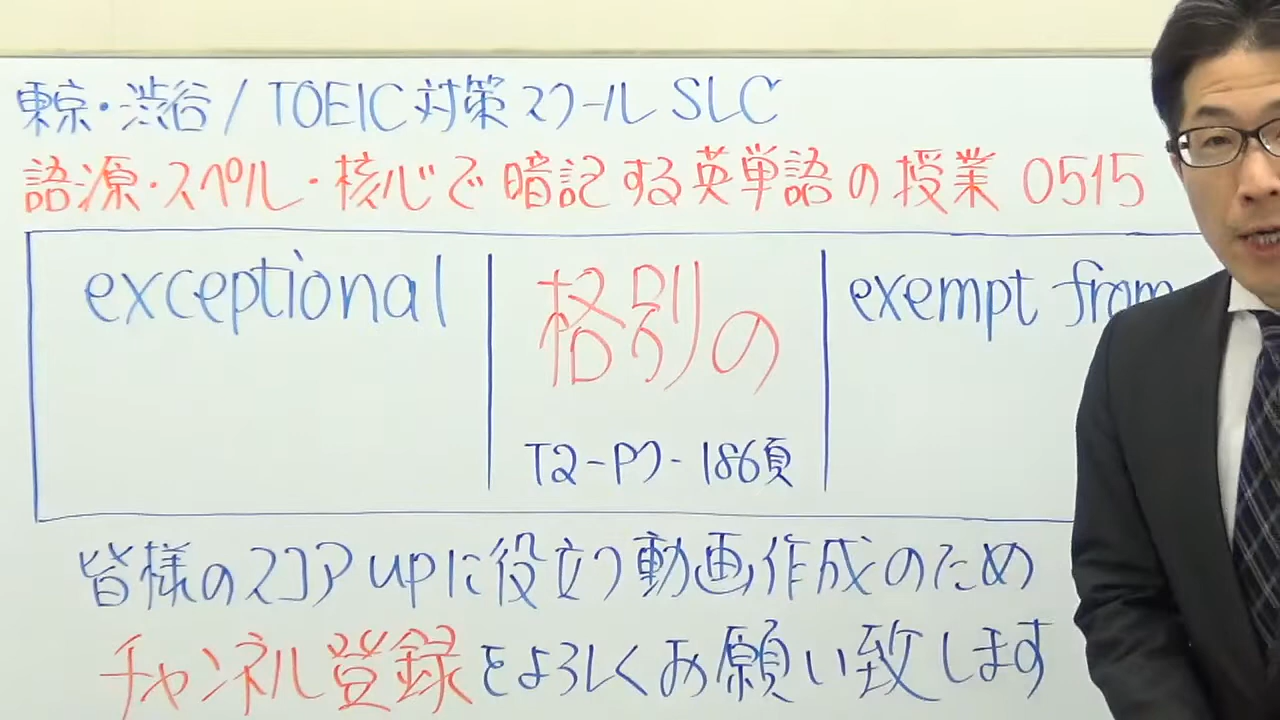 東京・渋谷/TOEIC対策スクールSLC
語源・スペル・核心で暗記する英単語の授業 0515
exceptional 格別の exempt from
T2-P7-186頁
皆様のスコアupに役立つ動画作成のため
チャンネル登録をよろしくお願い致します